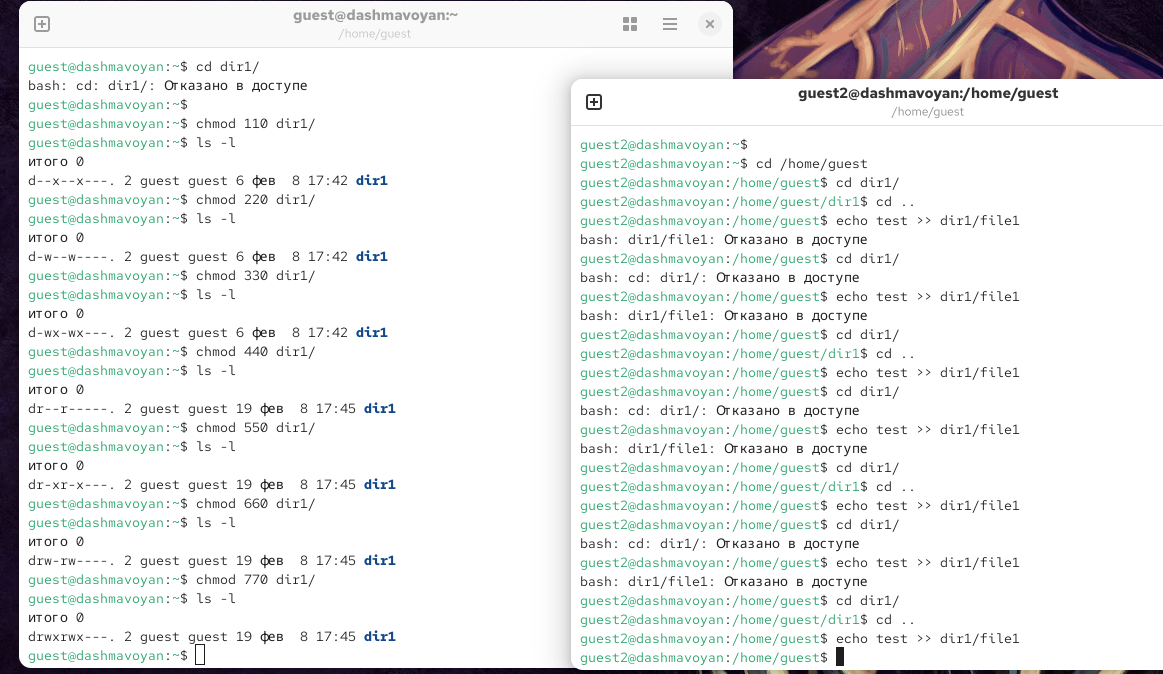 guest@dashmavoyan:~
/home/guest
guest@dashmavoyan:~$ cd dir1/
bash: cd: dir1/: Отказано в доступе
guest@dashmavoyan:~$
guest@dashmavoyan:~$ chmod 110 dir1/
guest@dashmavoyan:~$ ls -l
итого 0
d--x--x---. 2 guest guest 6 фев  8 17:42 dir1
guest@dashmavoyan:~$ chmod 220 dir1/
guest@dashmavoyan:~$ ls -l
итого 0
d-w--w----. 2 guest guest 6 фев  8 17:42 dir1
guest@dashmavoyan:~$ chmod 330 dir1/
guest@dashmavoyan:~$ ls -l
итого 0
d-wx-wx---. 2 guest guest 6 фев  8 17:42 dir1
guest@dashmavoyan:~$ chmod 440 dir1/
guest@dashmavoyan:~$ ls -l
итого 0
dr--r-----. 2 guest guest 19 фев  8 17:45 dir1
guest@dashmavoyan:~$ chmod 550 dir1/
guest@dashmavoyan:~$ ls -l
итого 0
dr-xr-x---. 2 guest guest 19 фев  8 17:45 dir1
guest@dashmavoyan:~$ chmod 660 dir1/
guest@dashmavoyan:~$ ls -l
итого 0
drw-rw----. 2 guest guest 19 фев  8 17:45 dir1
guest@dashmavoyan:~$ chmod 770 dir1/
guest@dashmavoyan:~$ ls -l
итого 0
drwxrwx---. 2 guest guest 19 фев  8 17:45 dir1
guest@dashmavoyan:~$
guest2@dashmavoyan:/home/guest
/home/guest
guest2@dashmavoyan:~$
guest2@dashmavoyan:~$ cd /home/guest
guest2@dashmavoyan:/home/guest$ cd dir1/
guest2@dashmavoyan:/home/guest/dir1$ cd ..
guest2@dashmavoyan:/home/guest$ echo test >> dir1/file1
bash: dir1/file1: Отказано в доступе
guest2@dashmavoyan:/home/guest$ cd dir1/
bash: cd: dir1/: Отказано в доступе
guest2@dashmavoyan:/home/guest$ echo test >> dir1/file1
bash: dir1/file1: Отказано в доступе
guest2@dashmavoyan:/home/guest$ cd dir1/
guest2@dashmavoyan:/home/guest/dir1$ cd ..
guest2@dashmavoyan:/home/guest$ echo test >> dir1/file1
guest2@dashmavoyan:/home/guest$ cd dir1/
bash: cd: dir1/: Отказано в доступе
guest2@dashmavoyan:/home/guest$ echo test >> dir1/file1
bash: dir1/file1: Отказано в доступе
guest2@dashmavoyan:/home/guest$ cd dir1/
guest2@dashmavoyan:/home/guest/dir1$ cd ..
guest2@dashmavoyan:/home/guest$ echo test >> dir1/file1
guest2@dashmavoyan:/home/guest$ cd dir1/
bash: cd: dir1/: Отказано в доступе
guest2@dashmavoyan:/home/guest$ echo test >> dir1/file1
bash: dir1/file1: Отказано в доступе
guest2@dashmavoyan:/home/guest$ cd dir1/
guest2@dashmavoyan:/home/guest/dir1$ cd ..
guest2@dashmavoyan:/home/guest$ echo test >> dir1/file1
guest2@dashmavoyan:/home/guest$